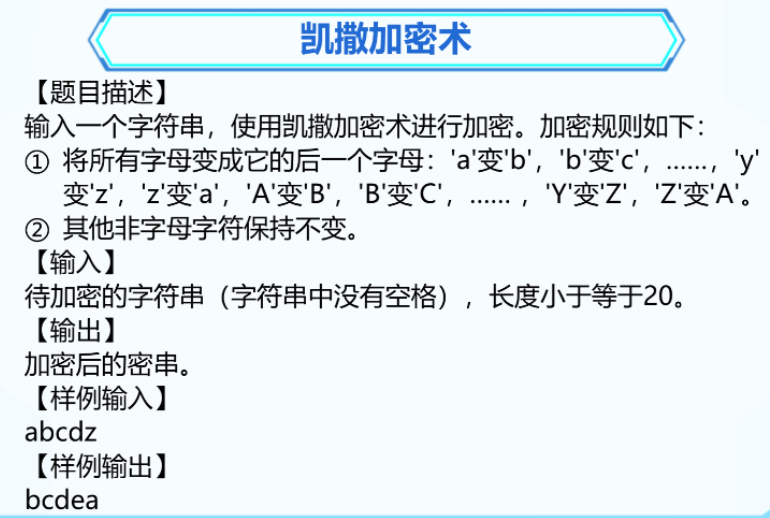 凯撒加密术
【题目描述】
输入一个字符串，使用凯撒加密术进行加密。加密规则如下：
① 将所有字母变成它的后一个字母：'a'变'b'，'b'变'c'，……，'y'
变'z'，'z'变'a'，'A'变'B'，'B'变'C'，……，'Y'变'Z'，'Z'变'A'。
② 其他非字母字符保持不变。
【输入】
待加密的字符串（字符串中没有空格），长度小于等于20。
【输出】
加密后的密串。
【样例输入】
abcdz
【样例输出】
bcdea